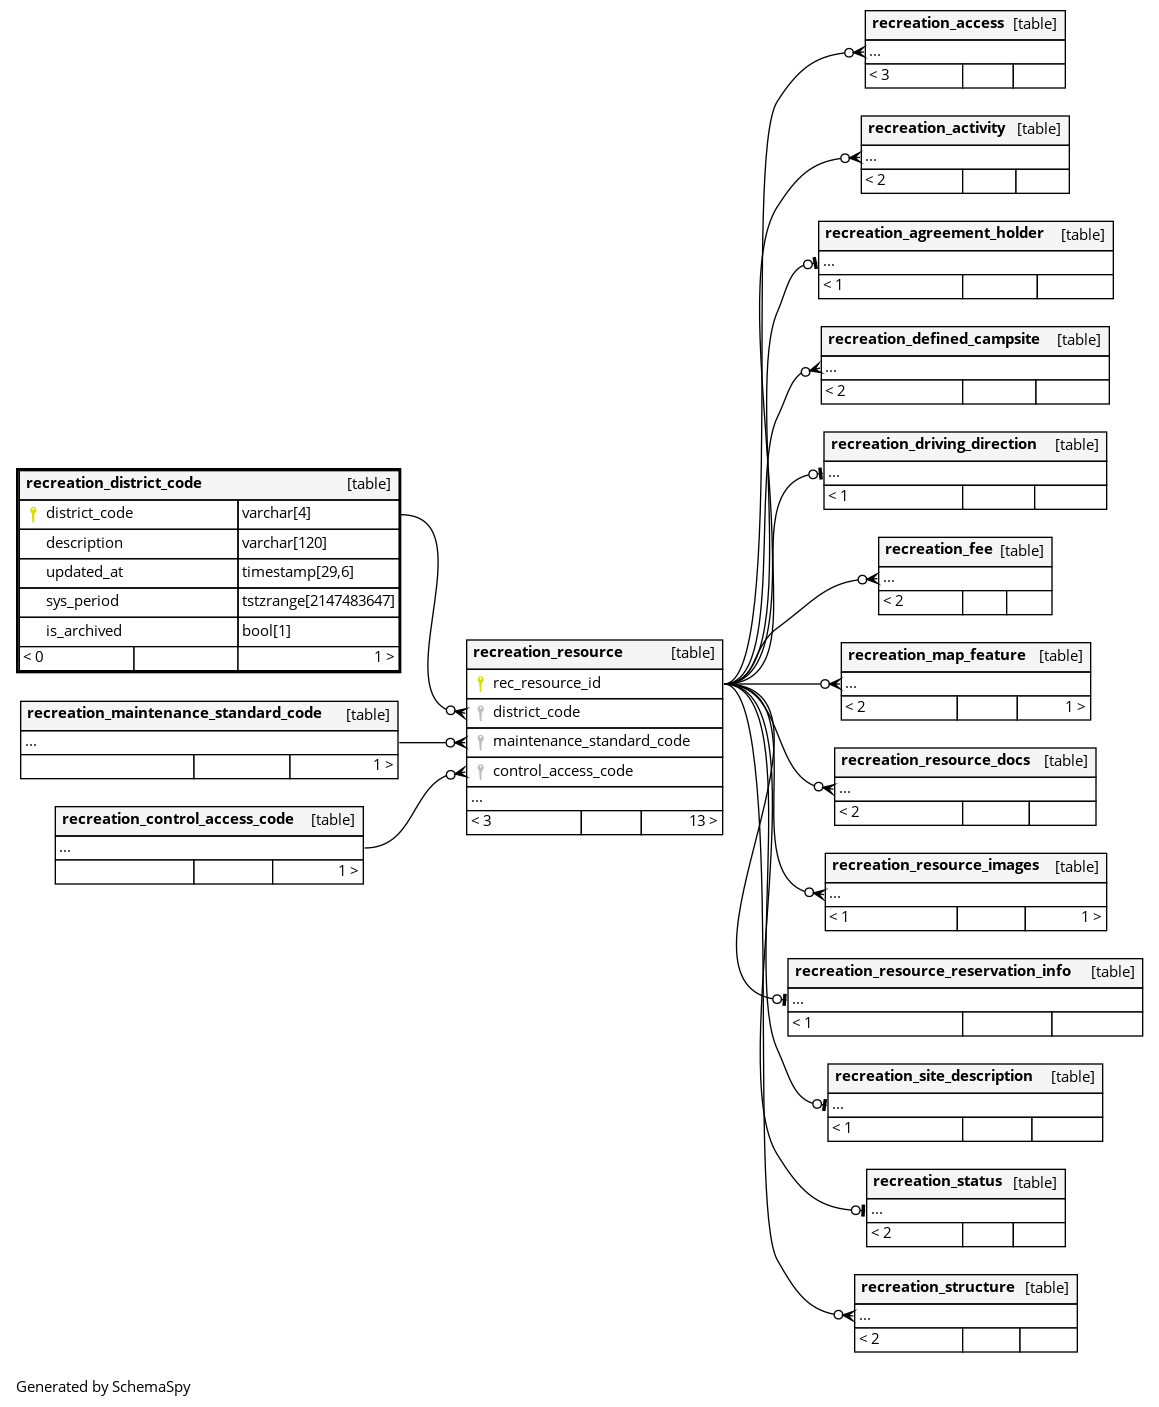 recreation_district_code [table]
district_code varchar[4]
description varchar[120]
updated_at timestamp[29,6]
sys_period tstzrange[2147483647]
is_archived bool[1]
< 0 1 >
recreation_maintenance_standard_code [table]
...
1 >
recreation_control_access_code [table]
...
1 >
recreation_resource [table]
rec_resource_id
district_code
maintenance_standard_code
control_access_code
...
< 3 13 >
recreation_access [table]
...
< 3
recreation_activity [table]
...
< 2
recreation_agreement_holder [table]
...
< 1
recreation_defined_campsite [table]
...
< 2
recreation_driving_direction [table]
...
< 1
recreation_fee [table]
...
< 2
recreation_map_feature [table]
...
< 2 1 >
recreation_resource_docs [table]
...
< 2
recreation_resource_images [table]
...
< 1 1 >
recreation_resource_reservation_info [table]
...
< 1
recreation_site_description [table]
...
< 1
recreation_status [table]
...
< 2
recreation_structure [table]
...
< 2
Generated by SchemaSpy